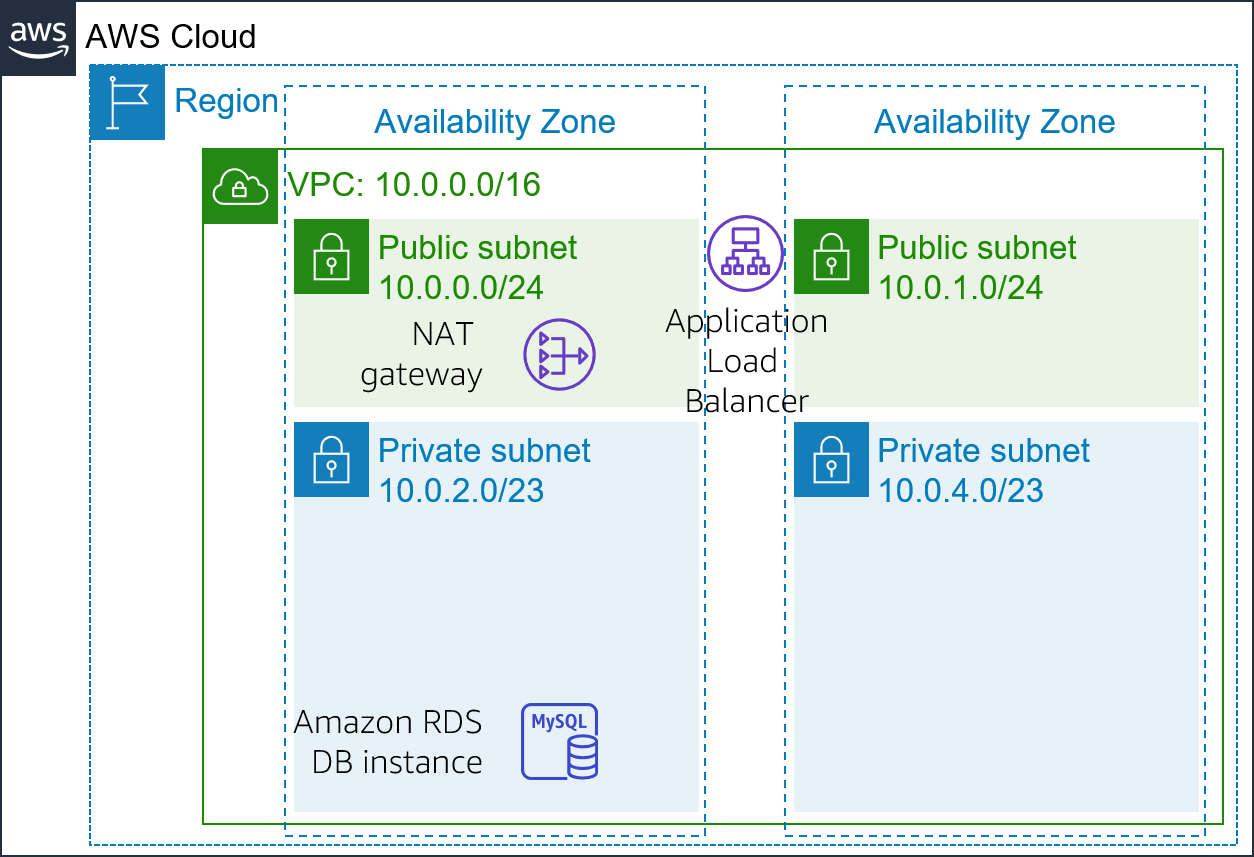 aws
AWS Cloud
Region
Availability Zone
Availability Zone
VPC: 10.0.0.0/16
Public subnet
10.0.0.0/24
NAT
gateway
Application
Load
Balancer
Public subnet
10.0.1.0/24
Private subnet
10.0.2.0/23
Private subnet
10.0.4.0/23
Amazon RDS
DB instance
MySQL